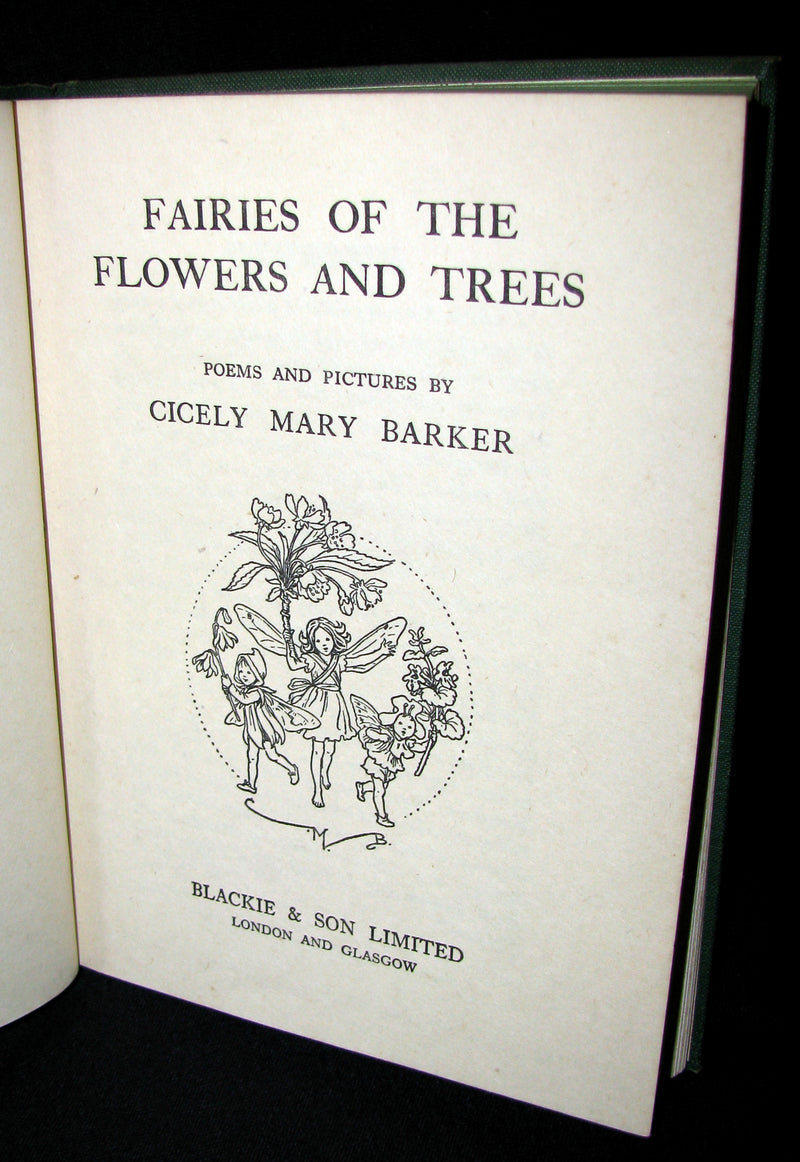 FAIRIES OF THE
FLOWERS AND TREES
POEMS AND PICTURES BY
CICELY MARY BARKER
C. M. B.
BLACKIE & SON LIMITED
LONDON AND GLASGOW